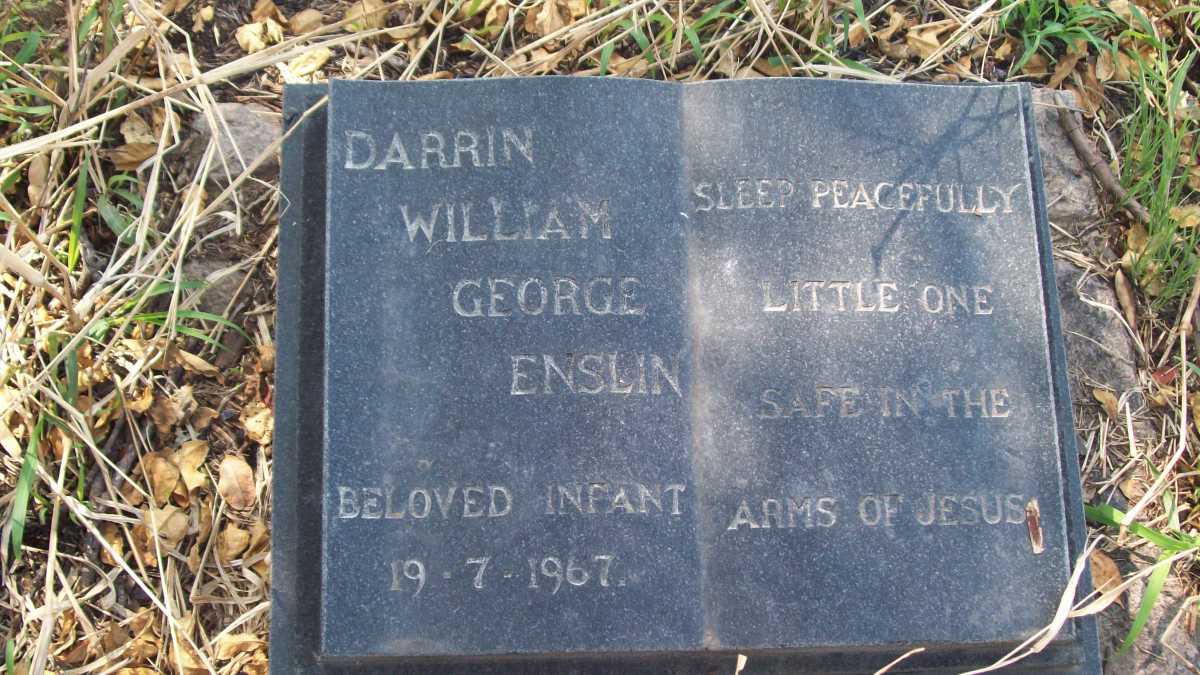 DARRIN
WILLIAM
GEORGE
ENSLIN
BELOVED INFANT
19 - 7 - 1967.
SLEEP PEACEFULLY
LITTLE ONE
SAFE IN THE
ARMS OF JESUS